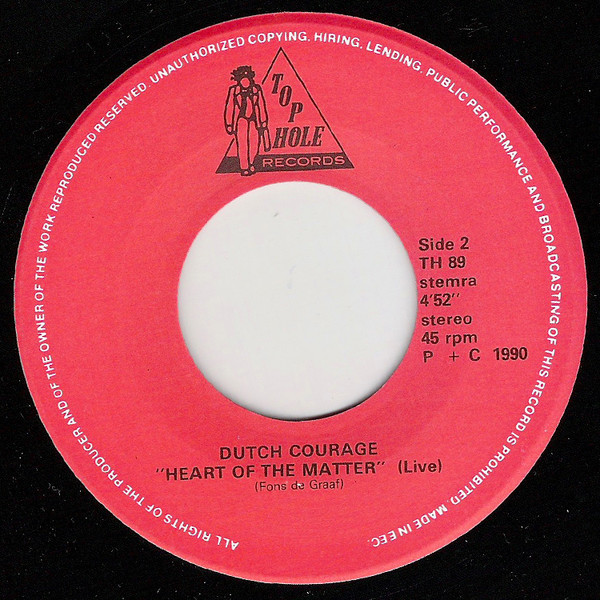 ALL RIGHTS OF THE PRODUCER AND OF THE OWNER OF THE WORK REPRODUCED RESERVED. UNAUTHORIZED COPYING, HIRING, LENDING, PUBLIC PERFORMANCE AND BROADCASTING OF THIS RECORD IS PROHIBITED. MADE IN EEC.
TOP
HOLE
RECORDS
Side 2
TH 89
stemra
4'52"
stereo
45 rpm
P + C 1990
DUTCH COURAGE
"HEART OF THE MATTER" (Live)
(Fons de Graaf)